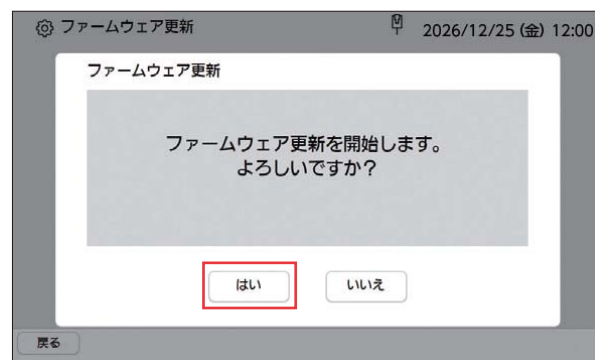 ファームウェア更新
2026/12/25 (金) 12:00
ファームウェア更新
ファームウェア更新を開始します。
よろしいですか？
はい
いいえ
戻る